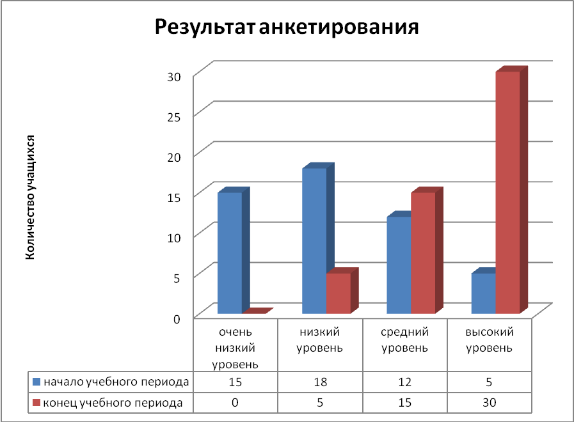 Результат анкетирования
Количество учащихся
30
25
20
15
10
5
0
очень низкий уровень
низкий уровень
средний уровень
высокий уровень
начало учебного периода 15 18 12 5
конец учебного периода 0 5 15 30